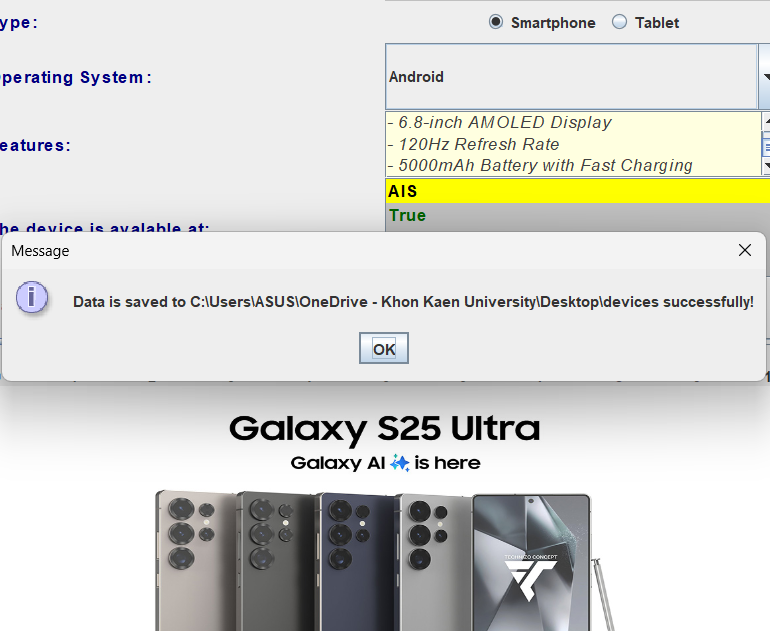 ype:
Smartphone
Tablet
perating System:
Android
eatures:
- 6.8-inch AMOLED Display
- 120Hz Refresh Rate
- 5000mAh Battery with Fast Charging
AIS
he device is avalable at:
True
Message
i
Data is saved to C:\Users\ASUS\OneDrive - Khon Kaen University\Desktop\devices successfully!
OK
Galaxy S25 Ultra
Galaxy AI is here
TECHNIZO CONCEPT